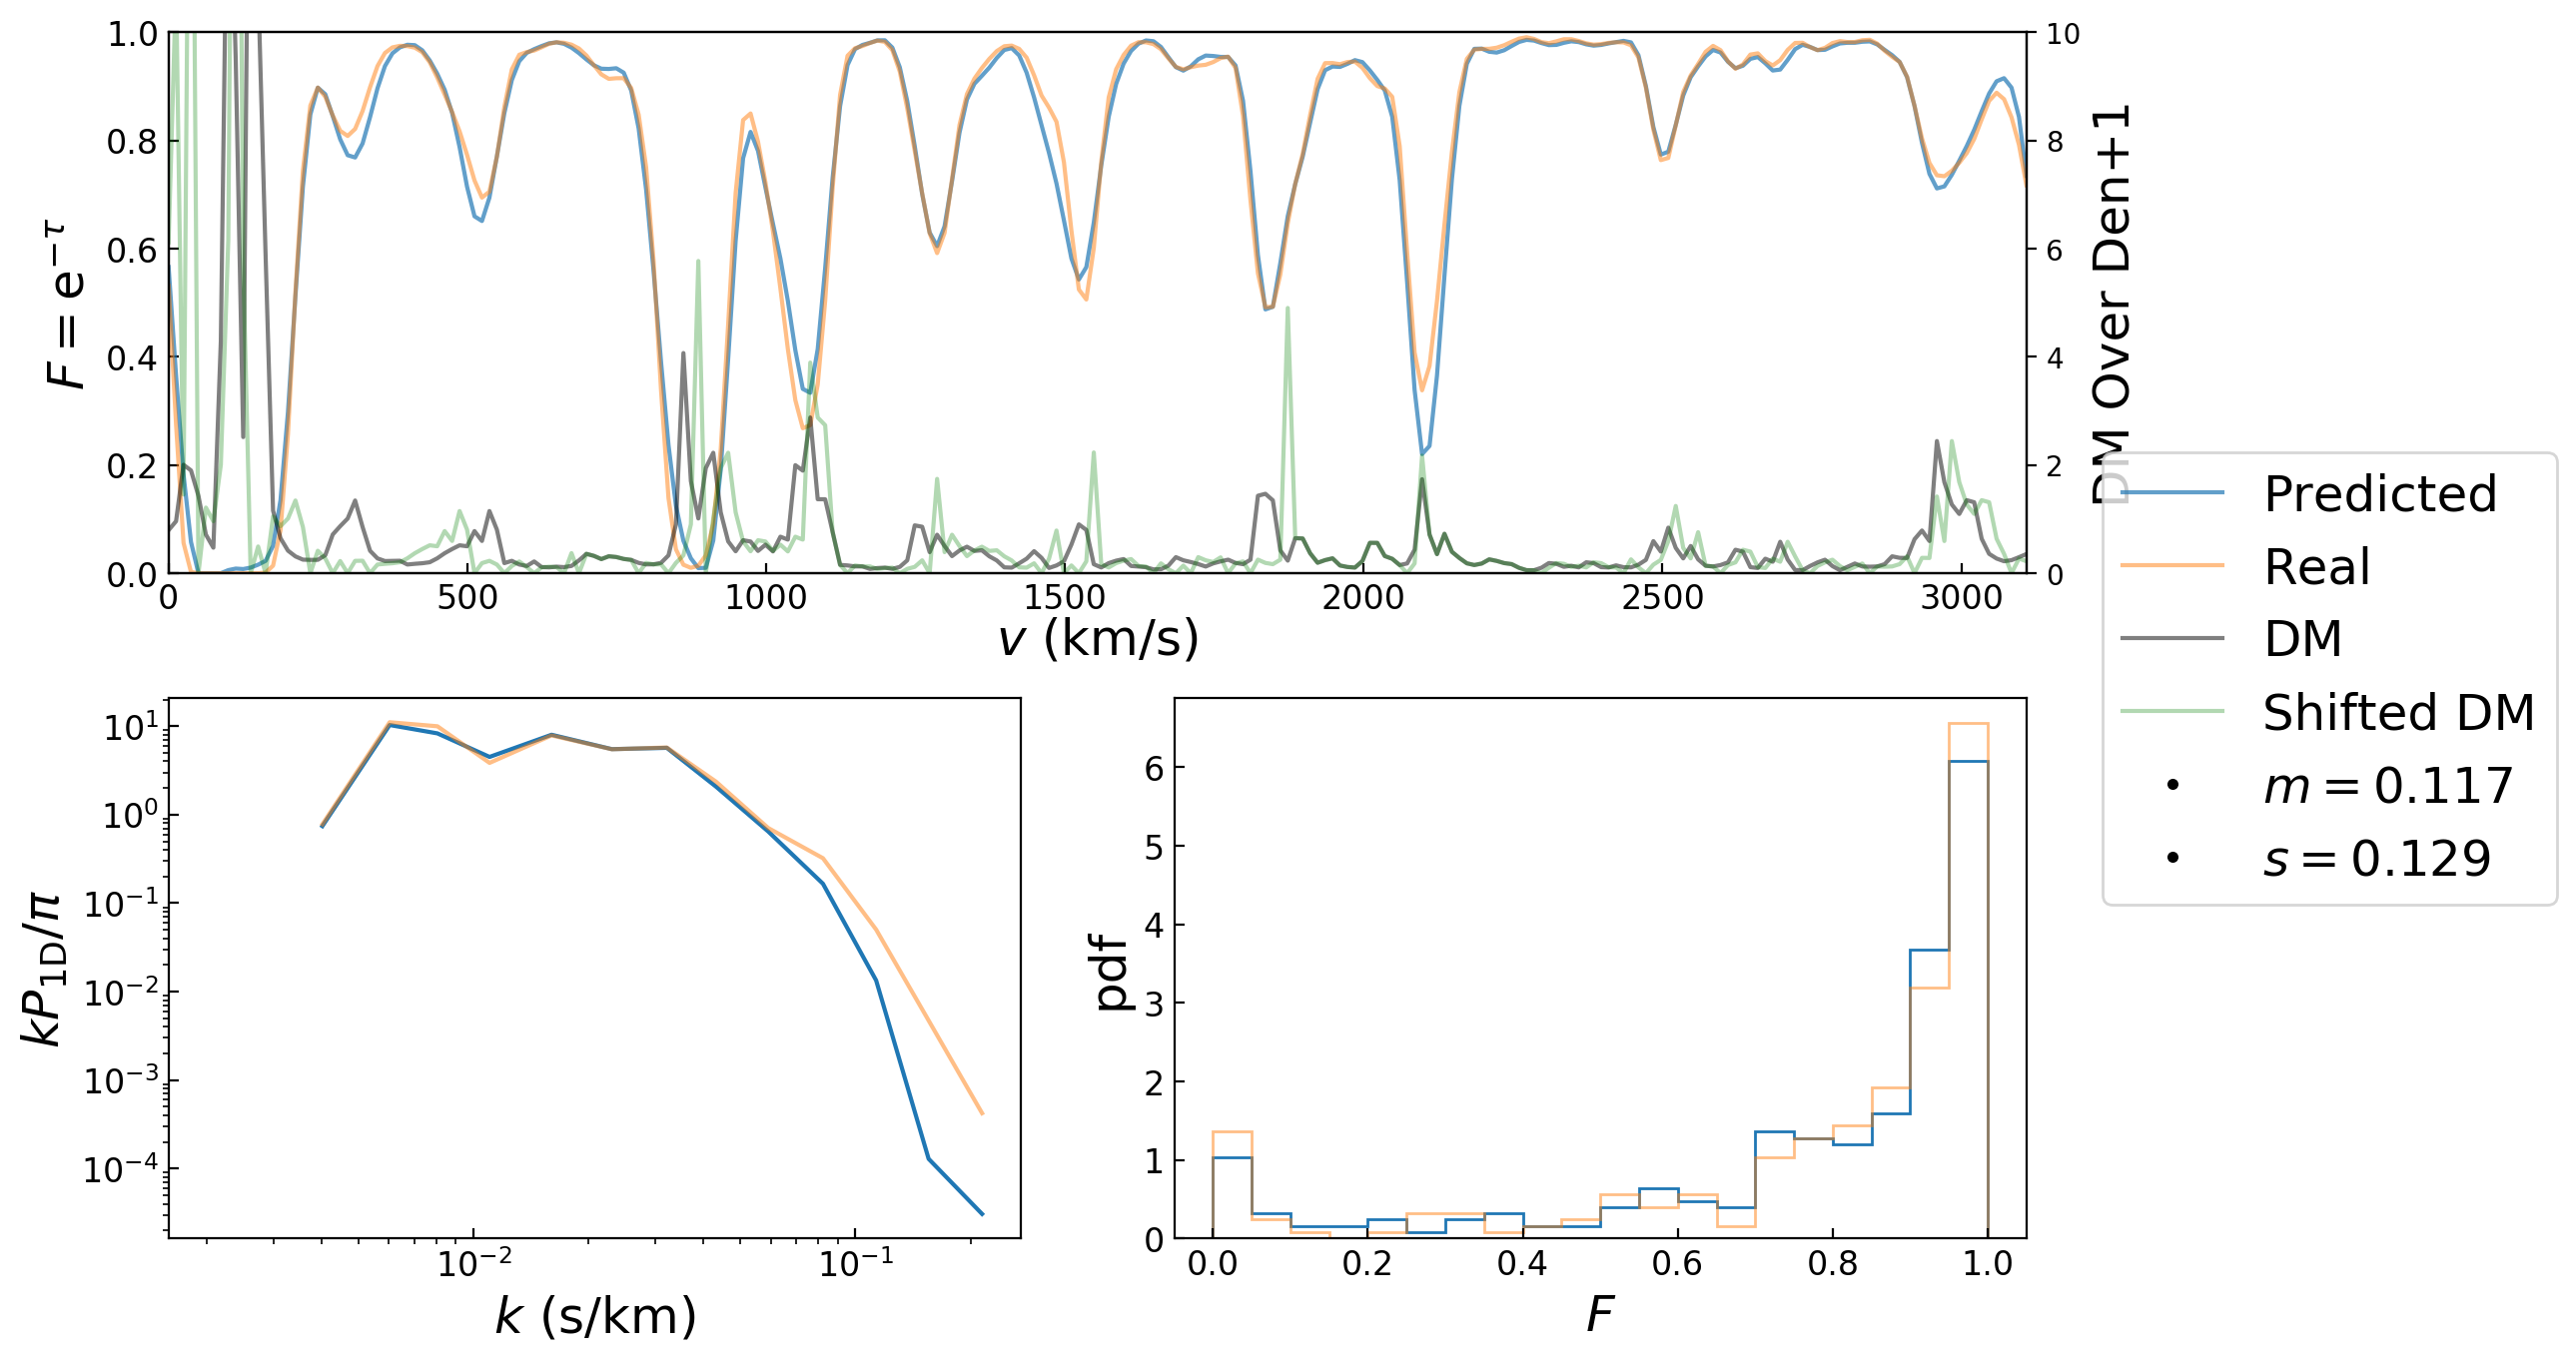 1.0
0.8
0.6
0.4
0.2
0.0
F = e^{−τ}
0 500 1000 1500 2000 2500 3000
v (km/s)
10
8
6
4
2
0
DM Over Den+1
Predicted
Real
DM
Shifted DM
m = 0.117
s = 0.129
10^1
10^0
10^{−1}
10^{−2}
10^{−3}
10^{−4}
kP_{1D}/π
10^{−2} 10^{−1}
k (s/km)
6
5
4
3
2
1
0
pdf
0.0 0.2 0.4 0.6 0.8 1.0
F